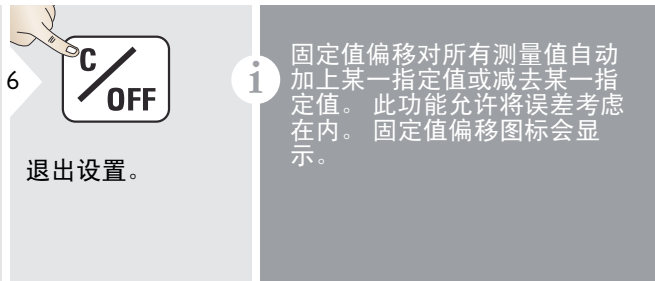 6
C
OFF
退出设置。
i
固定值偏移对所有测量值自动
加上某一指定值或减去某一指
定值。 此功能允许将误差考虑
在内。 固定值偏移图标会显
示。